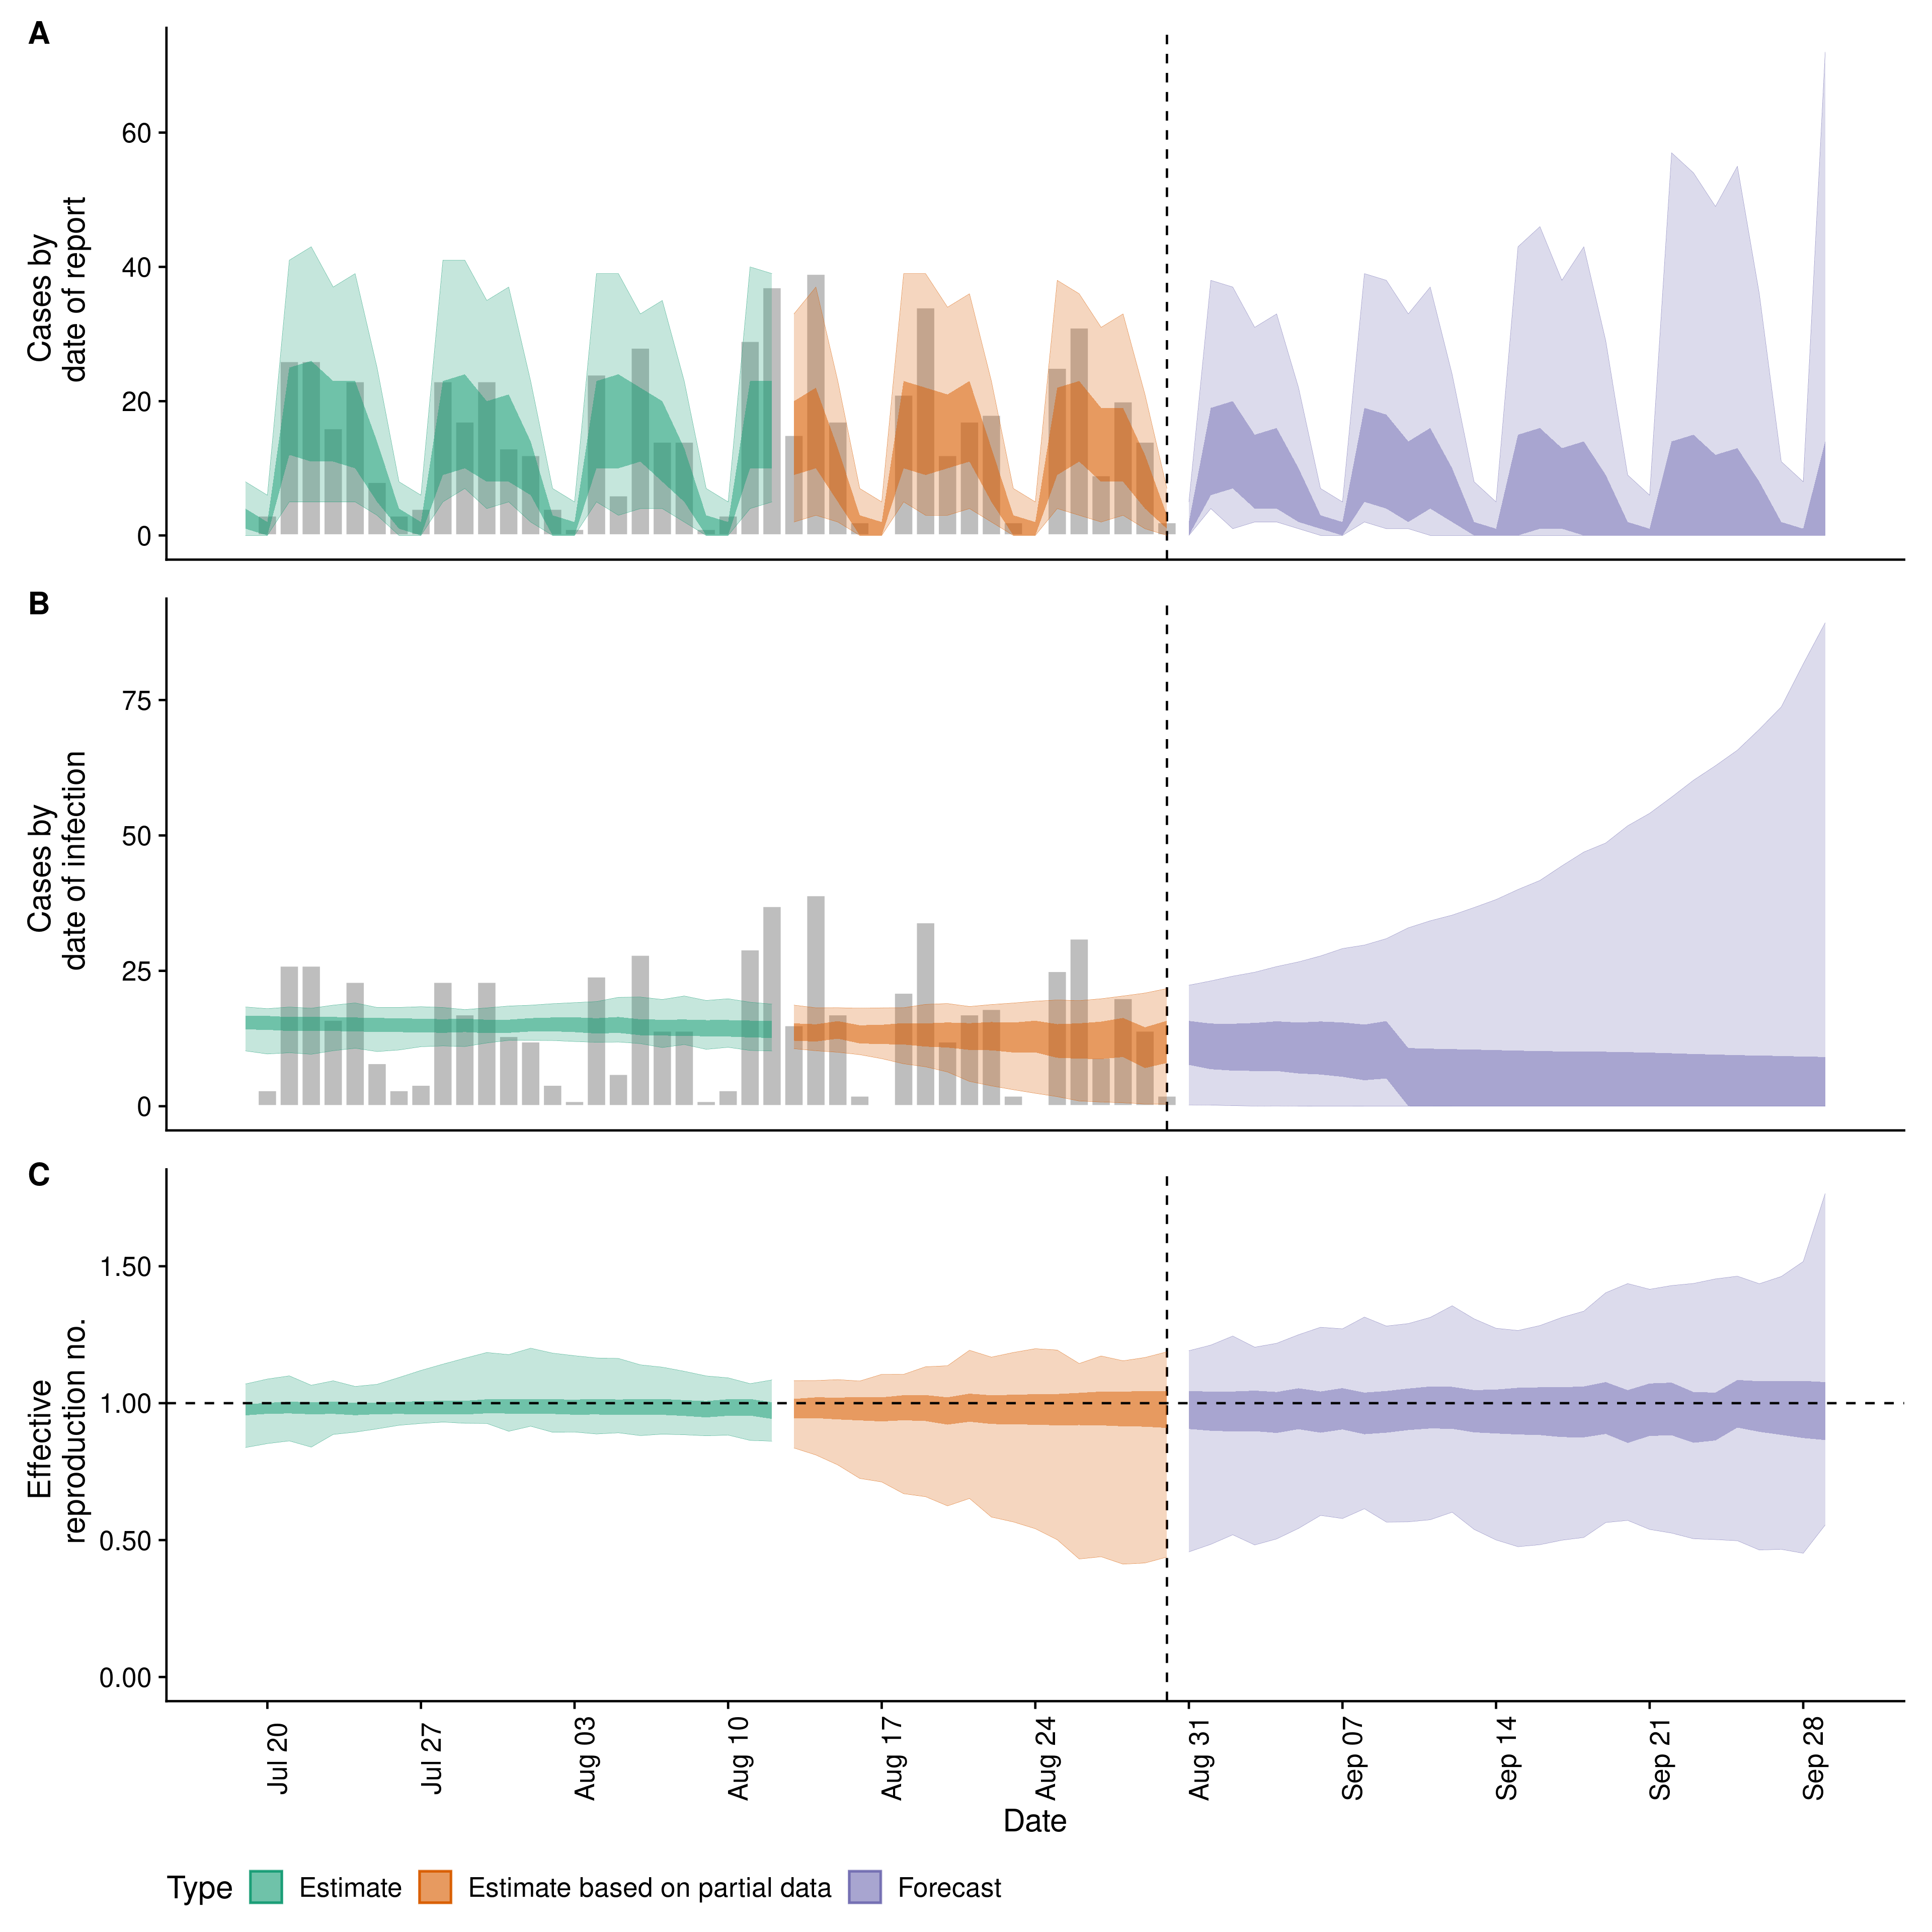 A
Cases by
date of report
60
40
20
0
B
Cases by
date of infection
75
50
25
0
C
Effective
reproduction no.
1.50
1.00
0.50
0.00
Jul 20
Jul 27
Aug 03
Aug 10
Aug 17
Aug 24
Aug 31
Sep 07
Sep 14
Sep 21
Sep 28
Date
Type Estimate Estimate based on partial data Forecast